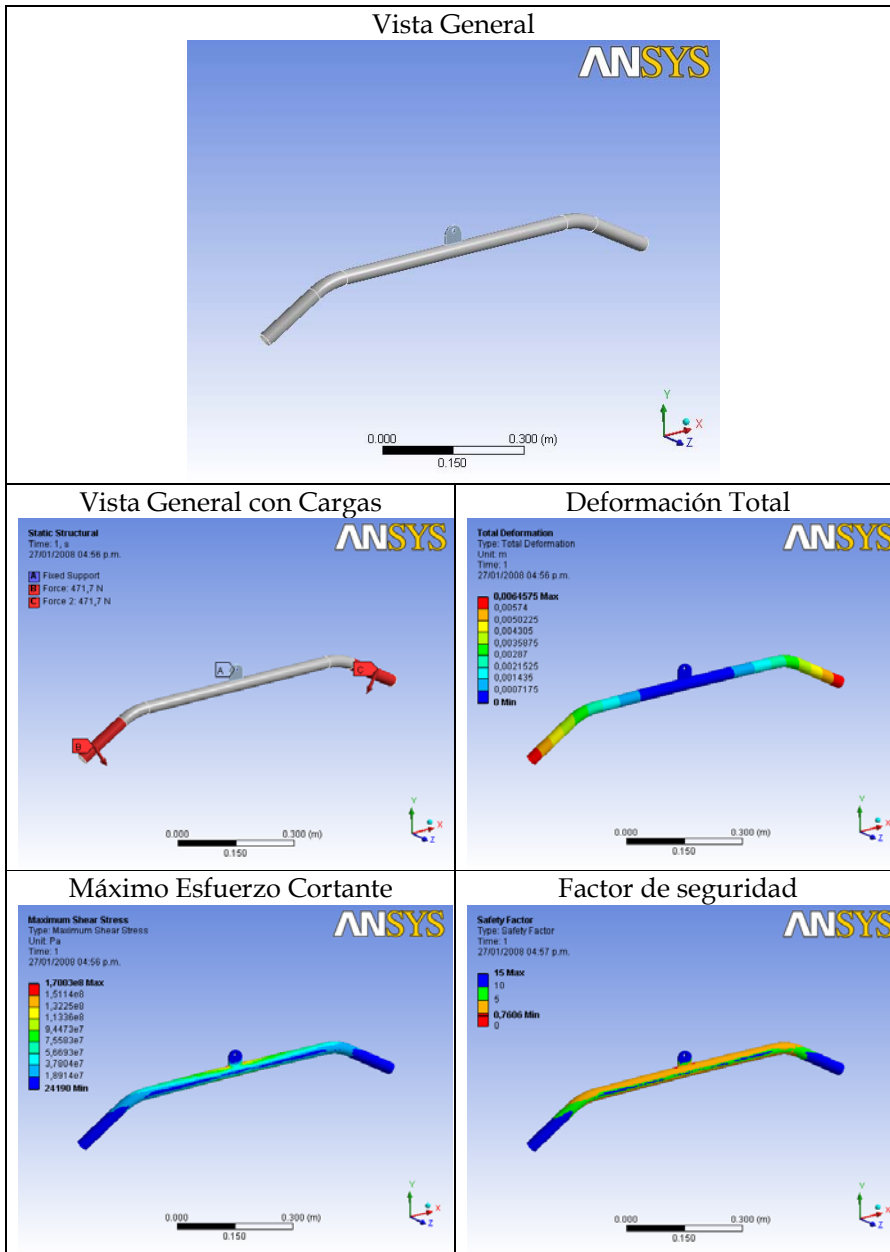 Vista General
ANSYS
Y
X
Z
0.000
0.300 (m)
0.150
Vista General con Cargas
Static Structural
Time: 1, s
27/01/2008 04:56 p.m.
A Fixed Support
B Force: 471,7 N
C Force 2: 471,7 N
ANSYS
A
C
B
Y
X
Z
0.000
0.300 (m)
0.150
Deformación Total
Total Deformation
Type: Total Deformation
Unit: m
Time: 1
27/01/2008 04:56 p.m.
ANSYS
0,0064575 Max
0,00574
0,0050225
0,004305
0,0035875
0,00287
0,0021525
0,001435
0,0007175
0 Min
Y
X
Z
0.000
0.300 (m)
0.150
Máximo Esfuerzo Cortante
Maximum Shear Stress
Type: Maximum Shear Stress
Unit: Pa
Time: 1
27/01/2008 04:56 p.m.
ANSYS
1,7003e8 Max
1,5114e8
1,3225e8
1,1336e8
9,4473e7
7,5583e7
5,6693e7
3,7804e7
1,8914e7
24190 Min
Y
X
Z
0.000
0.300 (m)
0.150
Factor de seguridad
Safety Factor
Type: Safety Factor
Time: 1
27/01/2008 04:57 p.m.
ANSYS
15 Max
10
5
0,7606 Min
0
Y
X
Z
0.000
0.300 (m)
0.150